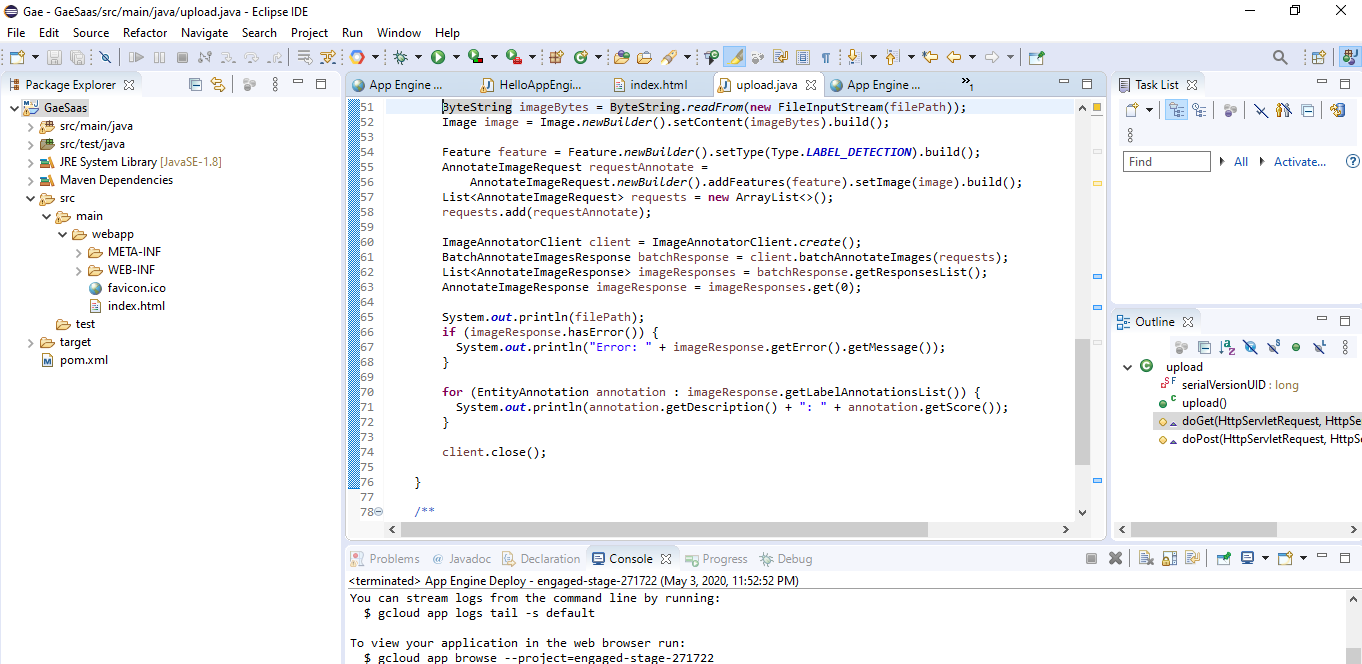 Gae - GaeSaas/src/main/java/upload.java - Eclipse IDE
File Edit Source Refactor Navigate Search Project Run Window Help
Package Explorer
GaeSaas
src/main/java
src/test/java
JRE System Library [JavaSE-1.8]
Maven Dependencies
src
main
webapp
META-INF
WEB-INF
favicon.ico
index.html
test
target
pom.xml
App Engine ... HelloAppEngi... index.html upload.java App Engine ... »1
51 ByteString imageBytes = ByteString.readFrom(new FileInputStream(filePath));
52 Image image = Image.newBuilder().setContent(imageBytes).build();
53
54 Feature feature = Feature.newBuilder().setType(Type.LABEL_DETECTION).build();
55 AnnotateImageRequest requestAnnotate =
56 AnnotateImageRequest.newBuilder().addFeatures(feature).setImage(image).build();
57 List<AnnotateImageRequest> requests = new ArrayList<>();
58 requests.add(requestAnnotate);
59
60 ImageAnnotatorClient client = ImageAnnotatorClient.create();
61 BatchAnnotateImagesResponse batchResponse = client.batchAnnotateImages(requests);
62 List<AnnotateImageResponse> imageResponses = batchResponse.getResponsesList();
63 AnnotateImageResponse imageResponse = imageResponses.get(0);
64
65 System.out.println(filePath);
66 if (imageResponse.hasError()) {
67 System.out.println("Error: " + imageResponse.getError().getMessage());
68 }
69
70 for (EntityAnnotation annotation : imageResponse.getLabelAnnotationsList()) {
71 System.out.println(annotation.getDescription() + ": " + annotation.getScore());
72 }
73
74 client.close();
75
76 }
77
78 /**
Task List
Find All Activate...
Outline
upload
serialVersionUID : long
upload()
doGet(HttpServletRequest, HttpSe
doPost(HttpServletRequest, HttpS
Problems Javadoc Declaration Console Progress Debug
<terminated> App Engine Deploy - engaged-stage-271722 (May 3, 2020, 11:52:52 PM)
You can stream logs from the command line by running:
$ gcloud app logs tail -s default
To view your application in the web browser run:
$ gcloud app browse --project=engaged-stage-271722